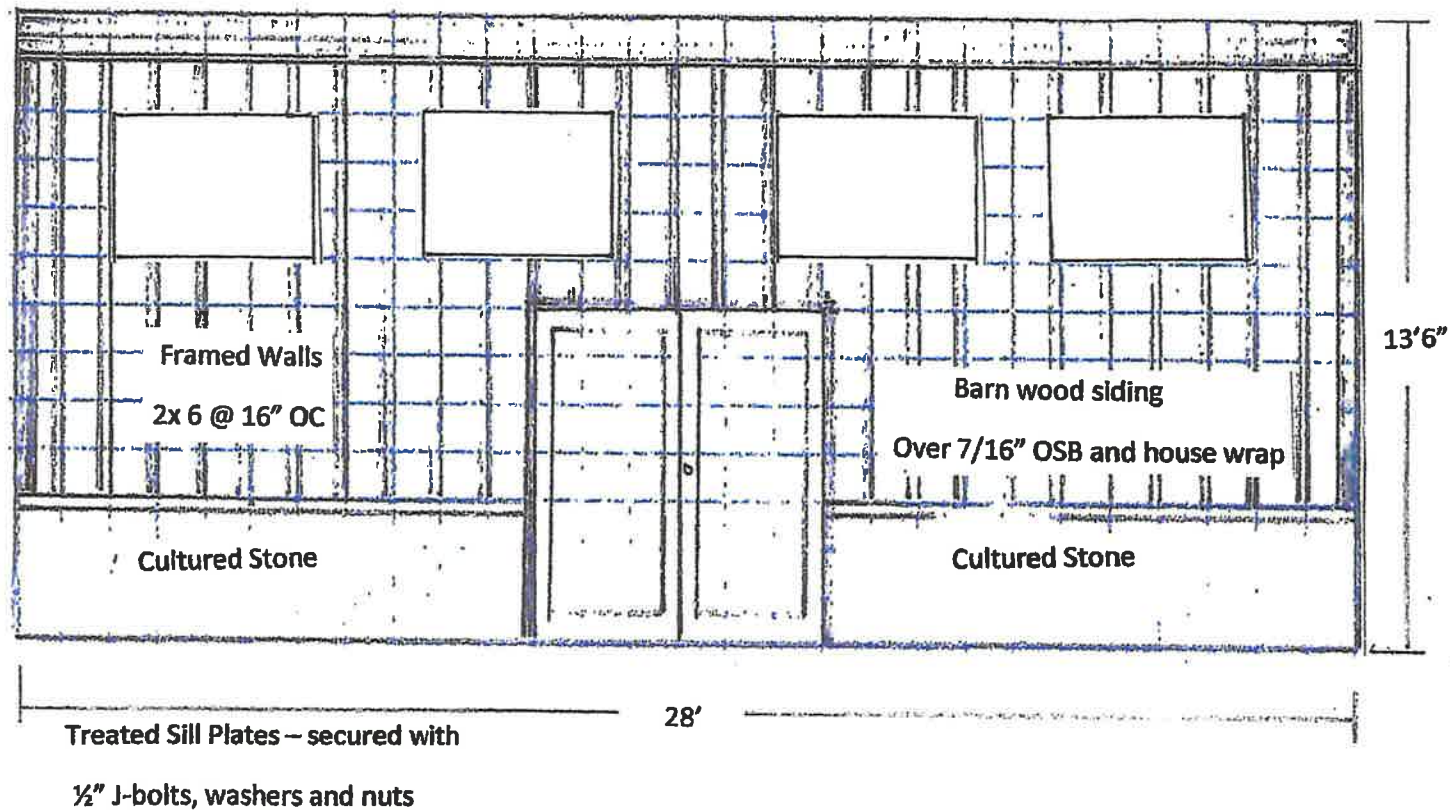 13'6"
Framed Walls
2x 6 @ 16" OC
Barn wood siding
Over 7/16" OSB and house wrap
Cultured Stone
Cultured Stone
28'
Treated Sill Plates – secured with
½" J-bolts, washers and nuts